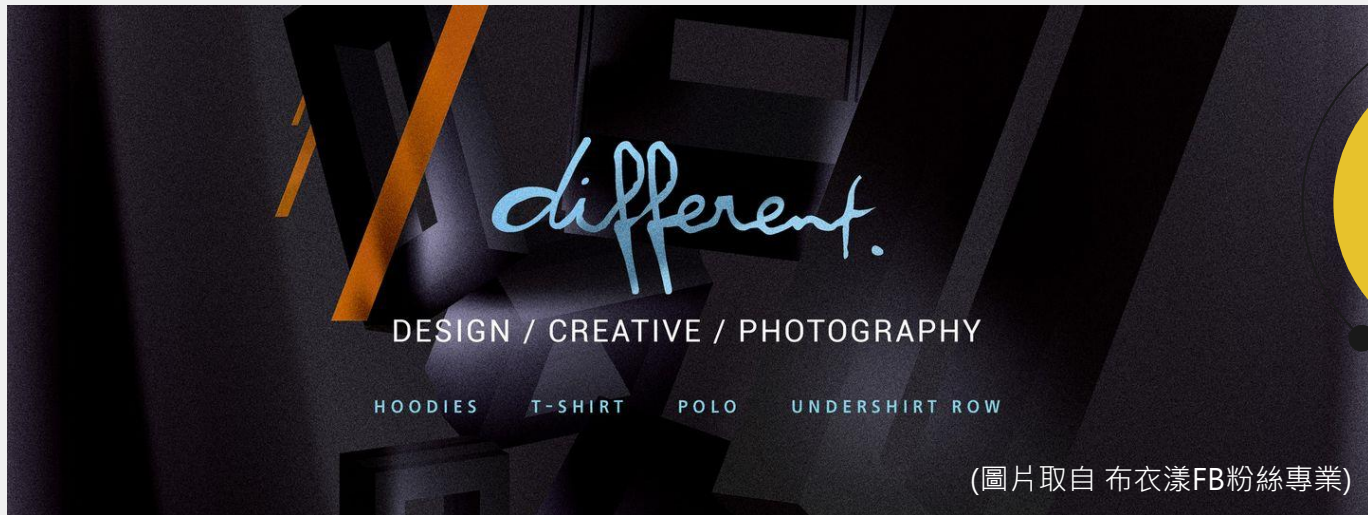 different.
DESIGN / CREATIVE / PHOTOGRAPHY
HOODIES T-SHIRT POLO UNDERSHIRT ROW
(圖片取自 布衣漾FB粉絲專業)